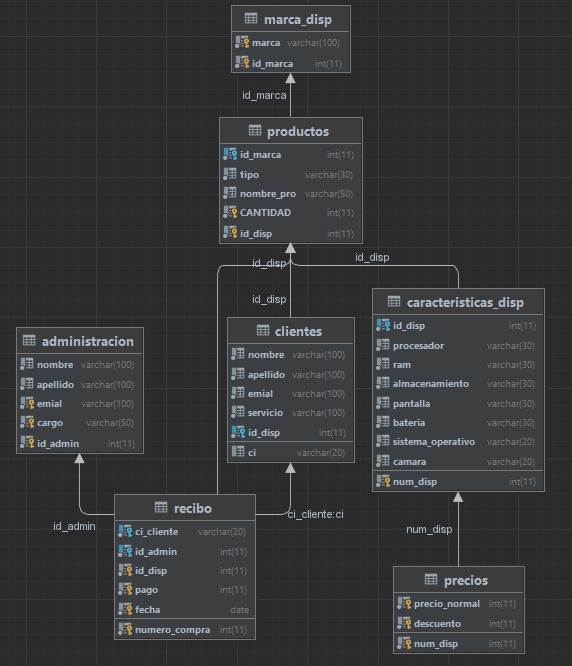 marca_disp
marca varchar(100)
id_marca int(11)
id_marca
productos
id_marca int(11)
tipo varchar(30)
nombre_pro varchar(50)
CANTIDAD int(11)
id_disp int(11)
id_disp
id_disp
id_disp
caracteristicas_disp
id_disp int(11)
procesador varchar(30)
ram varchar(30)
almacenamiento varchar(30)
pantalla varchar(30)
bateria varchar(30)
sistema_operativo varchar(20)
camara varchar(20)
num_disp int(11)
clientes
nombre varchar(100)
apellido varchar(100)
emial varchar(100)
servicio varchar(100)
id_disp int(11)
ci varchar(20)
administracion
nombre varchar(100)
apellido varchar(100)
emial varchar(100)
cargo varchar(50)
id_admin int(11)
id_admin
ci_cliente:ci
num_disp
recibo
ci_cliente varchar(20)
id_admin int(11)
id_disp int(11)
pago int(11)
fecha date
numero_compra int(11)
precios
precio_normal int(11)
descuento int(11)
num_disp int(11)